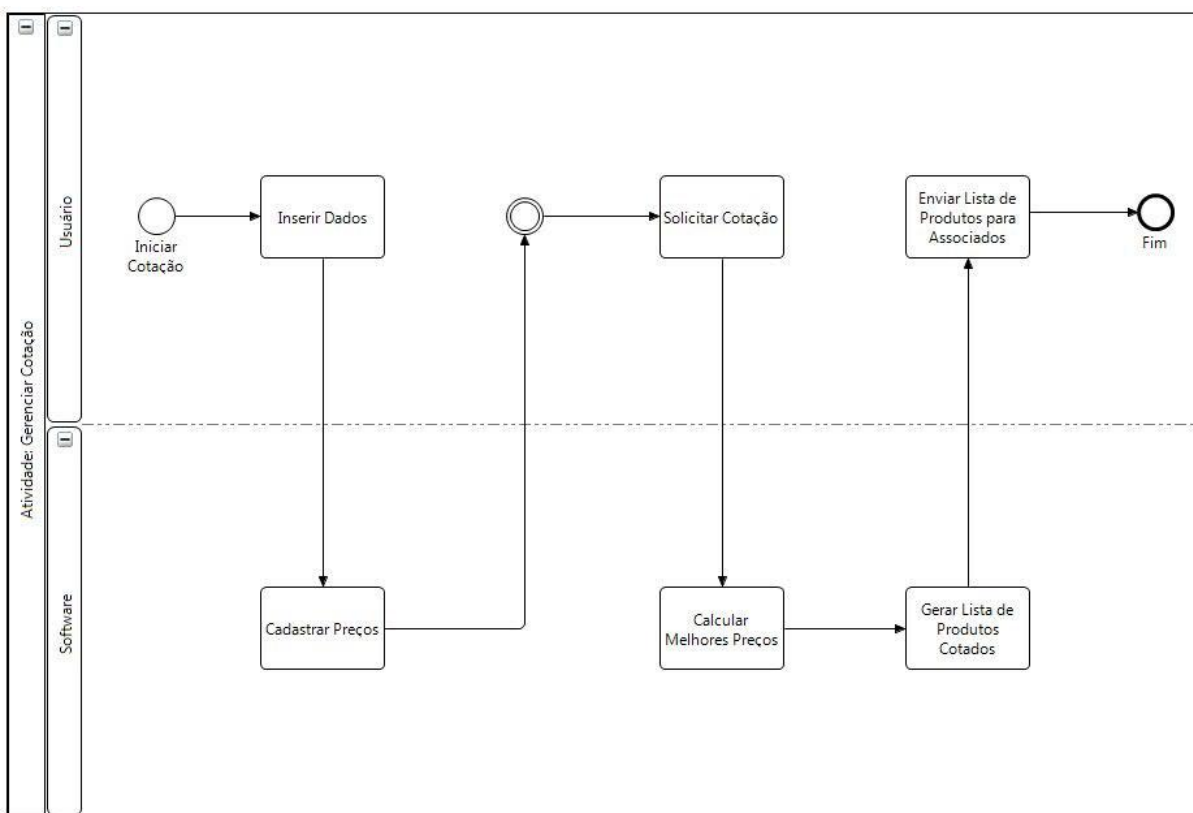 Atividade: Gerenciar Cotação
Usuário
Iniciar
Cotação
Inserir Dados
Solicitar Cotação
Enviar Lista de
Produtos para
Associados
Fim
Software
Cadastrar Preços
Calcular
Melhores Preços
Gerar Lista de
Produtos
Cotados